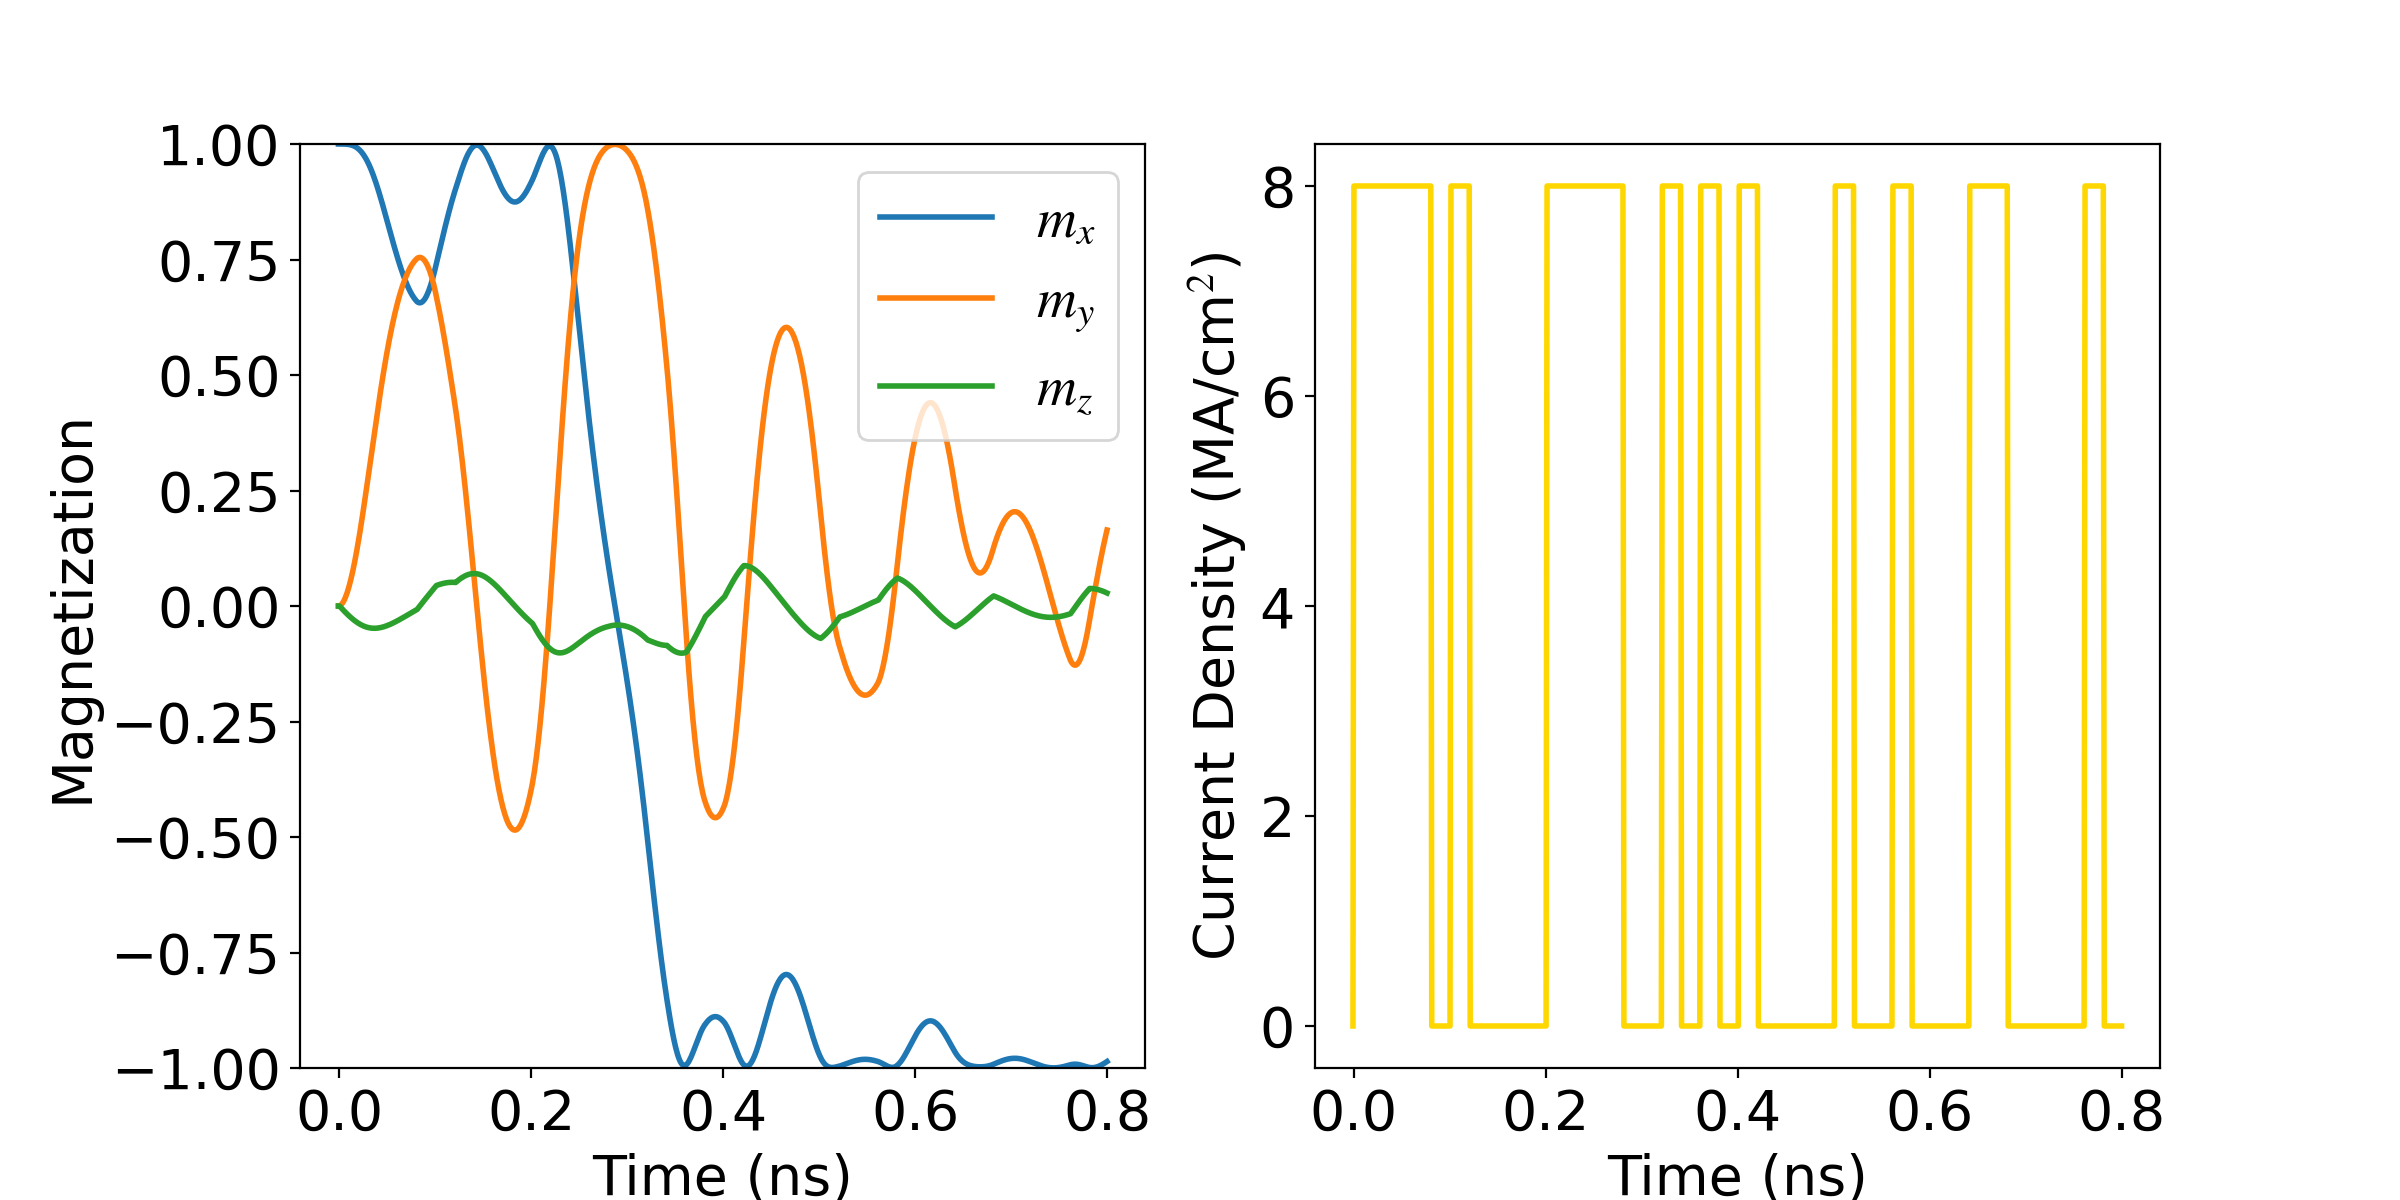 Magnetization
1.00
0.75
0.50
0.25
0.00
−0.25
−0.50
−0.75
−1.00
m_x
m_y
m_z
0.0 0.2 0.4 0.6 0.8
Time (ns)
Current Density (MA/cm²)
8
6
4
2
0
0.0 0.2 0.4 0.6 0.8
Time (ns)